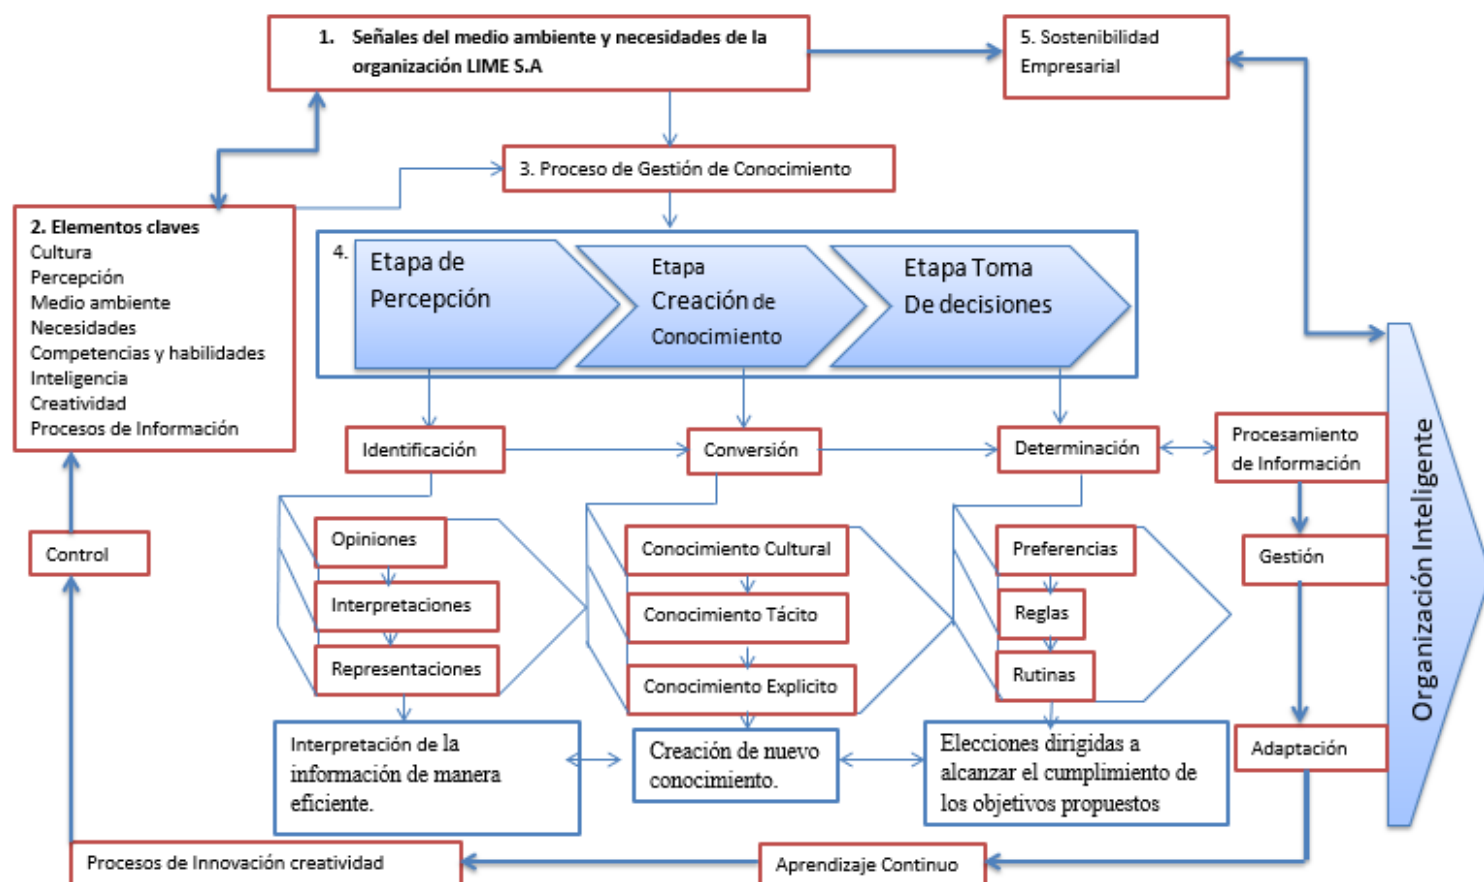 1. Señales del medio ambiente y necesidades de la
organización LIME S.A
5. Sostenibilidad
Empresarial
3. Proceso de Gestión de Conocimiento
2. Elementos claves
Cultura
Percepción
Medio ambiente
Necesidades
Competencias y habilidades
Inteligencia
Creatividad
Procesos de Información
4.
Etapa de
Percepción
Etapa
Creación de
Conocimiento
Etapa Toma
De decisiones
Identificación
Conversión
Determinación
Procesamiento
de Información
Opiniones
Interpretaciones
Representaciones
Conocimiento Cultural
Conocimiento Tácito
Conocimiento Explicito
Preferencias
Reglas
Rutinas
Gestión
Adaptación
Organización Inteligente
Control
Interpretación de la
información de manera
eficiente.
Creación de nuevo
conocimiento.
Elecciones dirigidas a
alcanzar el cumplimiento de
los objetivos propuestos
Procesos de Innovación creatividad
Aprendizaje Continuo